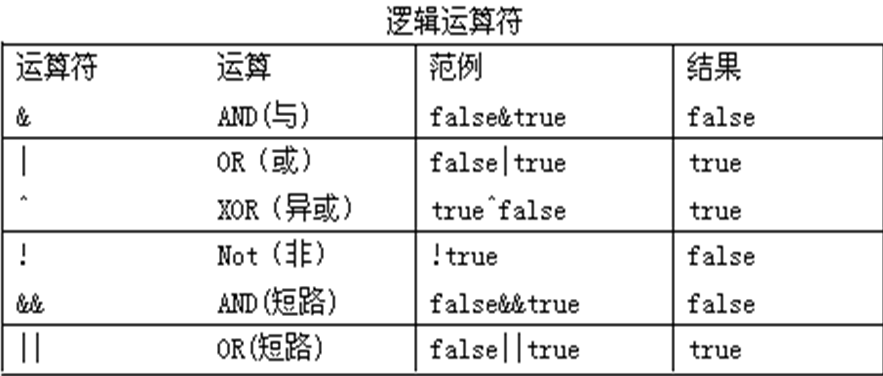 逻辑运算符
运算符 运算 范例 结果
& AND(与) false&true false
| OR（或） false|true true
^ XOR（异或） true^false true
! Not（非） !true false
&& AND(短路) false&&true false
|| OR(短路) false||true true